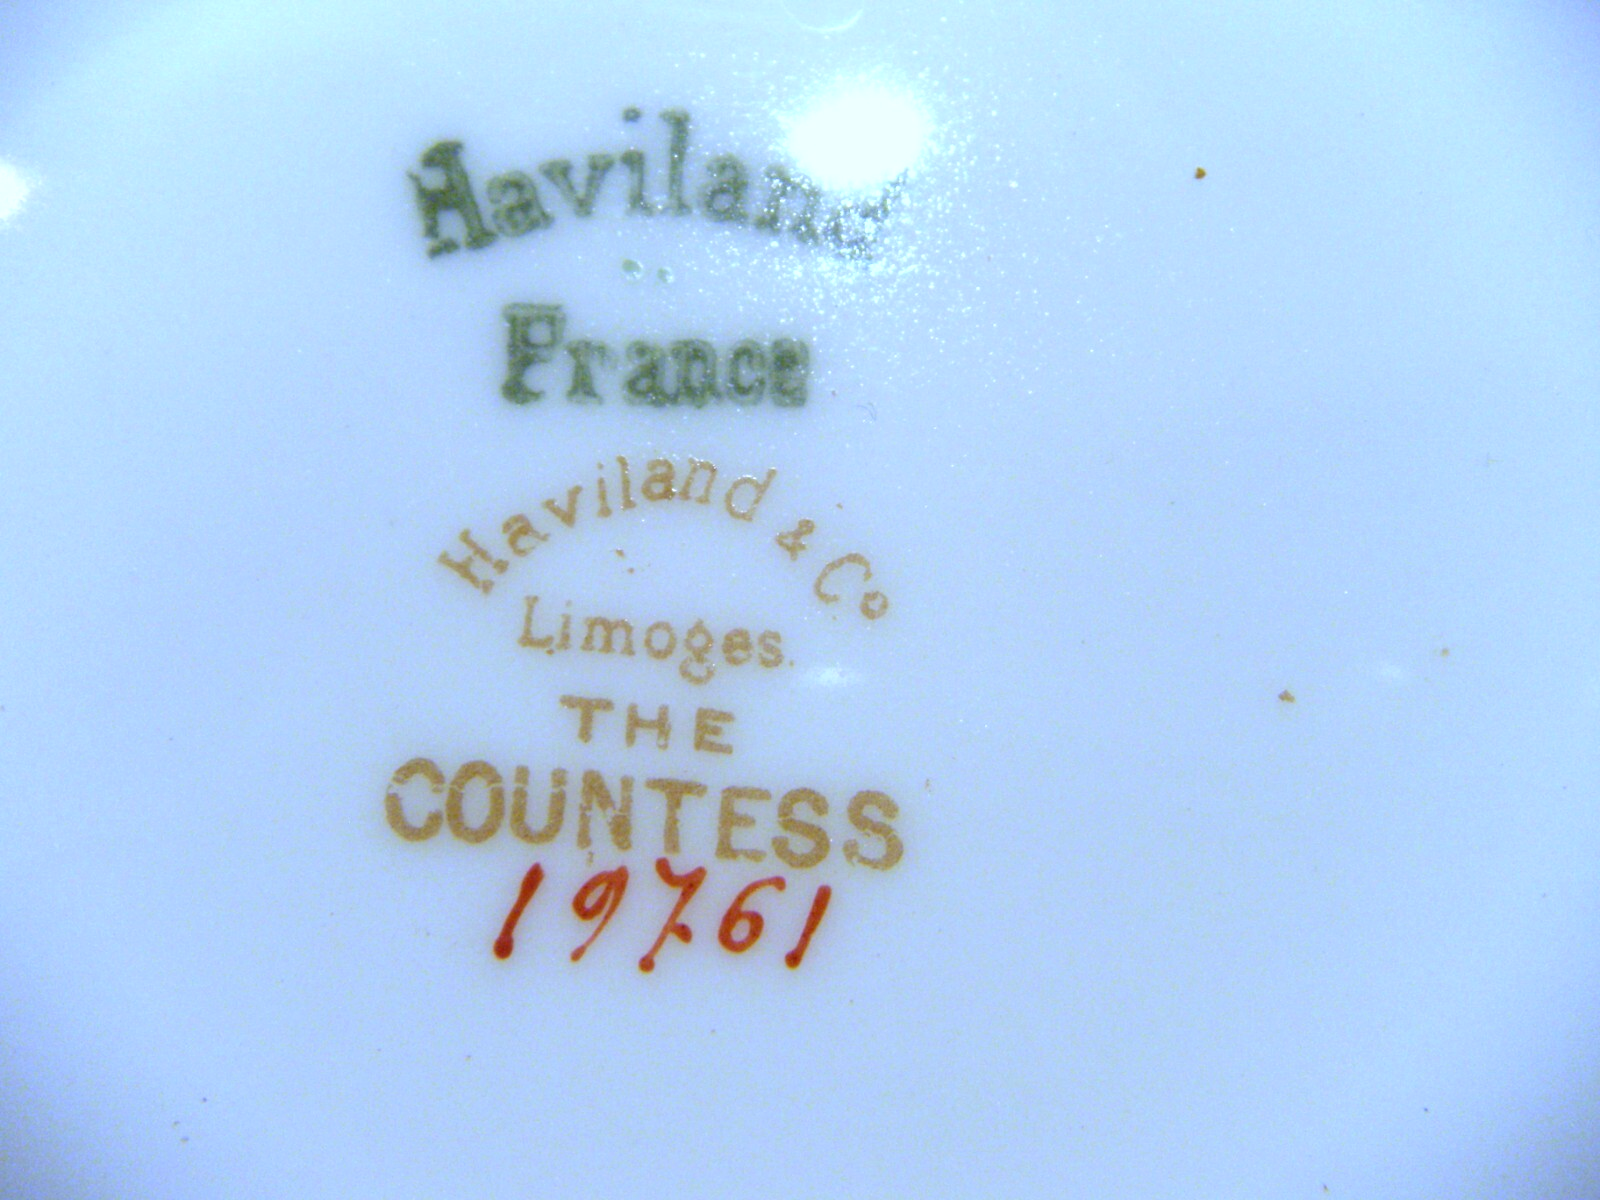 Haviland
France
Haviland & Co
Limoges.
THE
COUNTESS
19761